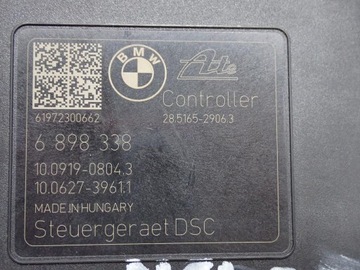 BMW
Ate
Controller
61972300662
28.5165-2906.3
6 898 338
10.0919-0804.3
10.0627-3961.1
MADE IN HUNGARY
Steuergeraet DSC